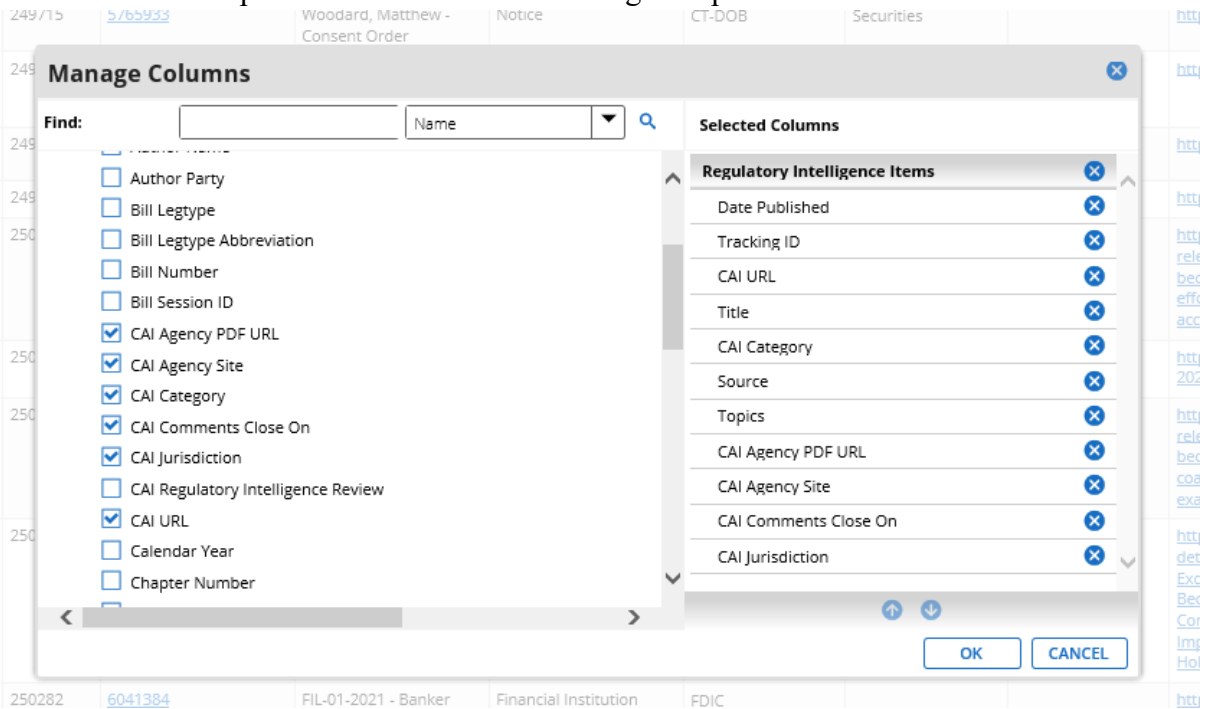 249715 5765933 Woodard, Matthew - Notice CT-DOB Securities
Consent Order
Manage Columns
Find: Name
Selected Columns
Author Party
Bill Legtype
Bill Legtype Abbreviation
Bill Number
Bill Session ID
CAI Agency PDF URL
CAI Agency Site
CAI Category
CAI Comments Close On
CAI Jurisdiction
CAI Regulatory Intelligence Review
CAI URL
Calendar Year
Chapter Number
Regulatory Intelligence Items
Date Published
Tracking ID
CAI URL
Title
CAI Category
Source
Topics
CAI Agency PDF URL
CAI Agency Site
CAI Comments Close On
CAI Jurisdiction
OK CANCEL
250282 6041384 FIL-01-2021 - Banker Financial Institution FDIC